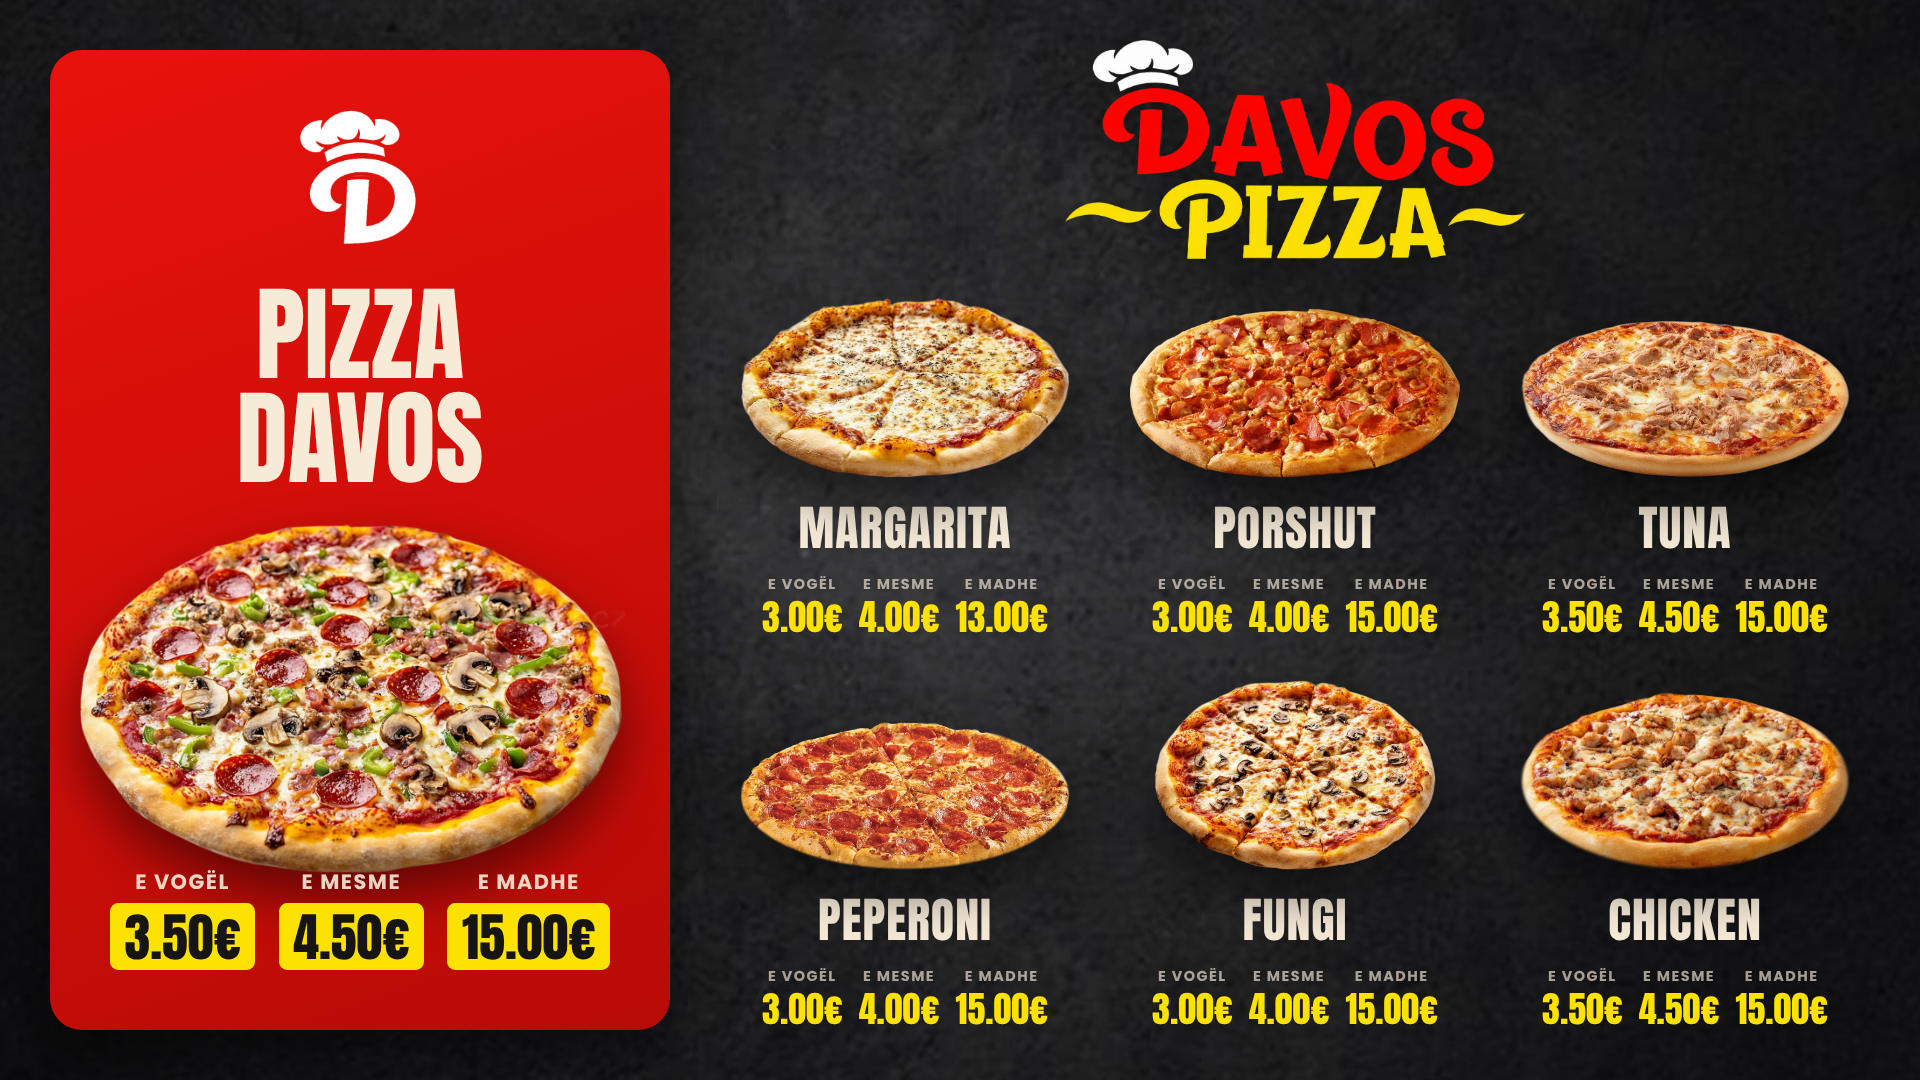 D
PIZZA
DAVOS
E VOGËL E MESME E MADHE
3.50€ 4.50€ 15.00€
DAVOS
PIZZA
MARGARITA
E VOGËL E MESME E MADHE
3.00€ 4.00€ 13.00€
PORSHUT
E VOGËL E MESME E MADHE
3.00€ 4.00€ 15.00€
TUNA
E VOGËL E MESME E MADHE
3.50€ 4.50€ 15.00€
PEPERONI
E VOGËL E MESME E MADHE
3.00€ 4.00€ 15.00€
FUNGI
E VOGËL E MESME E MADHE
3.00€ 4.00€ 15.00€
CHICKEN
E VOGËL E MESME E MADHE
3.50€ 4.50€ 15.00€